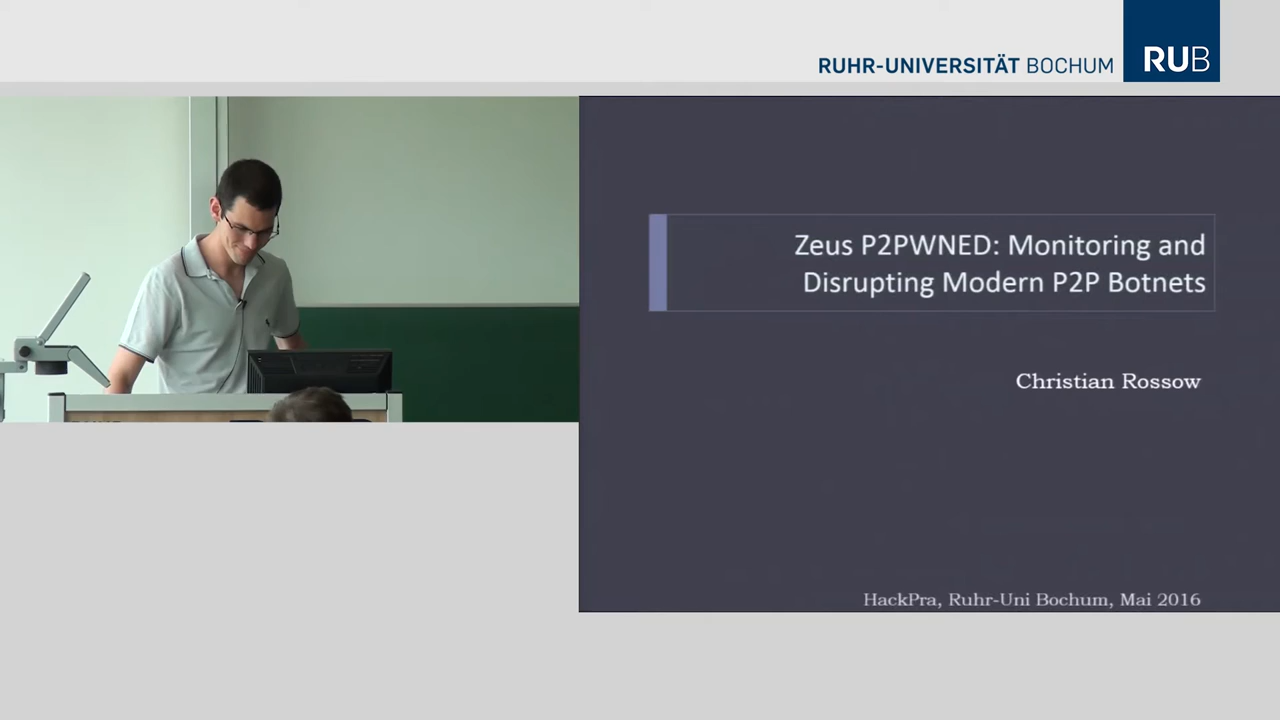 RUHR-UNIVERSITÄT BOCHUM RUB
Zeus P2PWNED: Monitoring and
Disrupting Modern P2P Botnets
Christian Rossow
HackPra, Ruhr-Uni Bochum, Mai 2016